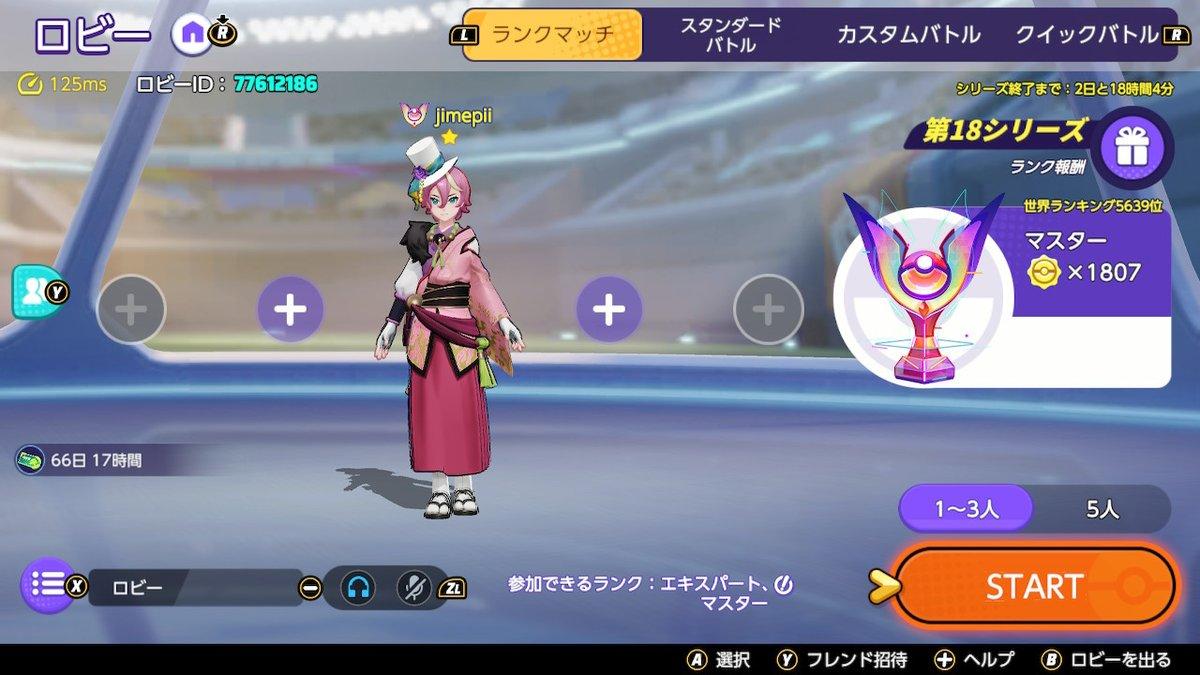 ロビー
R
L
ランクマッチ
スタンダード
バトル
カスタムバトル
クイックバトル
R
125ms
ロビーID：77612186
シリーズ終了まで：2日と18時間4分
jimepii
第18シリーズ
ランク報酬
世界ランキング5639位
マスター
×1807
Y
66日 17時間
1～3人
5人
X
ロビー
ZL
参加できるランク：エキスパート、
マスター
START
A 選択
Y フレンド招待
+ ヘルプ
B ロビーを出る